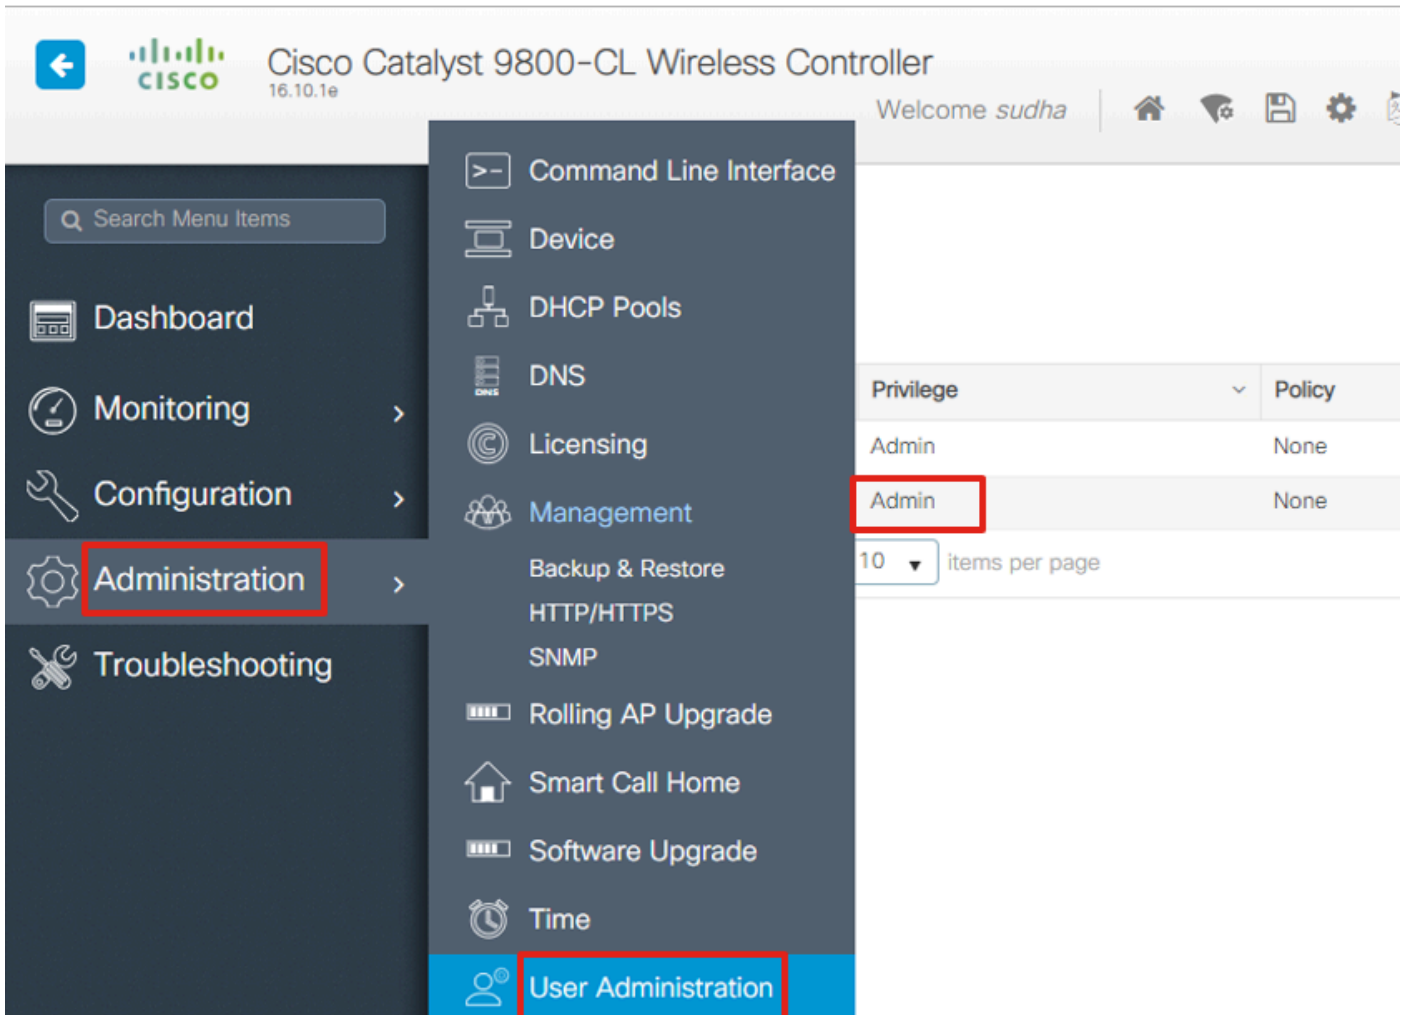 CISCO
Cisco Catalyst 9800-CL Wireless Controller
16.10.1e
Welcome sudha
Search Menu Items
Dashboard
Monitoring
Configuration
Administration
Troubleshooting
Command Line Interface
Device
DHCP Pools
DNS
DNS
Licensing
Management
Backup & Restore
HTTP/HTTPS
SNMP
Rolling AP Upgrade
Smart Call Home
Software Upgrade
Time
User Administration
Privilege Policy
Admin None
Admin None
10 items per page